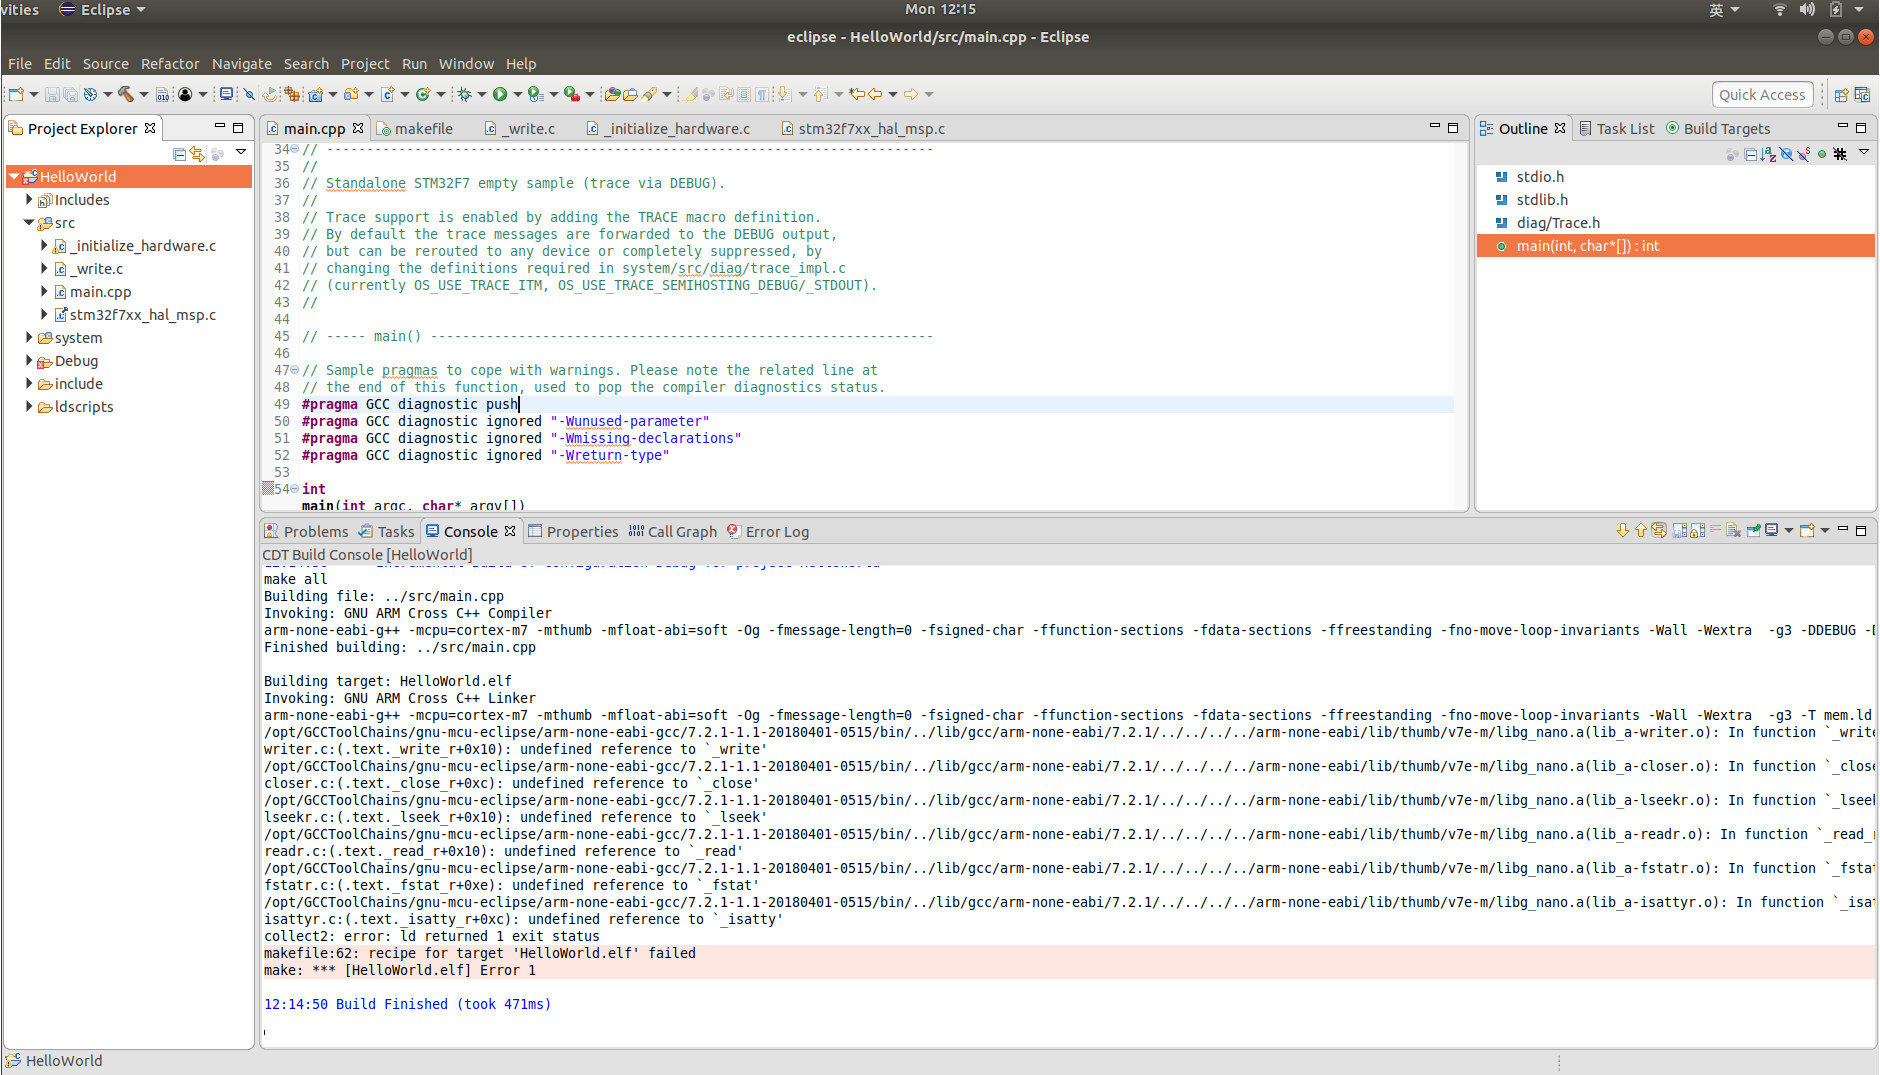 vities Eclipse Mon 12:15 英
eclipse - HelloWorld/src/main.cpp - Eclipse
File Edit Source Refactor Navigate Search Project Run Window Help
Quick Access
Project Explorer
HelloWorld
Includes
src
_initialize_hardware.c
_write.c
main.cpp
stm32f7xx_hal_msp.c
system
Debug
include
ldscripts
main.cpp makefile _write.c _initialize_hardware.c stm32f7xx_hal_msp.c
34 // ----------------------------------------------------------------------------
35 //
36 // Standalone STM32F7 empty sample (trace via DEBUG).
37 //
38 // Trace support is enabled by adding the TRACE macro definition.
39 // By default the trace messages are forwarded to the DEBUG output,
40 // but can be rerouted to any device or completely suppressed, by
41 // changing the definitions required in system/src/diag/trace_impl.c
42 // (currently OS_USE_TRACE_ITM, OS_USE_TRACE_SEMIHOSTING_DEBUG/_STDOUT).
43 //
44
45 // ----- main() ---------------------------------------------------------------
46
47 // Sample pragmas to cope with warnings. Please note the related line at
48 // the end of this function, used to pop the compiler diagnostics status.
49 #pragma GCC diagnostic push
50 #pragma GCC diagnostic ignored "-Wunused-parameter"
51 #pragma GCC diagnostic ignored "-Wmissing-declarations"
52 #pragma GCC diagnostic ignored "-Wreturn-type"
53
54 int
main(int argc, char* argv[])
Outline Task List Build Targets
stdio.h
stdlib.h
diag/Trace.h
main(int, char*[]) : int
Problems Tasks Console Properties Call Graph Error Log
CDT Build Console [HelloWorld]
make all
Building file: ../src/main.cpp
Invoking: GNU ARM Cross C++ Compiler
arm-none-eabi-g++ -mcpu=cortex-m7 -mthumb -mfloat-abi=soft -Og -fmessage-length=0 -fsigned-char -ffunction-sections -fdata-sections -ffreestanding -fno-move-loop-invariants -Wall -Wextra  -g3 -DDEBUG
Finished building: ../src/main.cpp
Building target: HelloWorld.elf
Invoking: GNU ARM Cross C++ Linker
arm-none-eabi-g++ -mcpu=cortex-m7 -mthumb -mfloat-abi=soft -Og -fmessage-length=0 -fsigned-char -ffunction-sections -fdata-sections -ffreestanding -fno-move-loop-invariants -Wall -Wextra  -g3 -T mem.ld
/opt/GCCToolChains/gnu-mcu-eclipse/arm-none-eabi-gcc/7.2.1-1.1-20180401-0515/bin/../lib/gcc/arm-none-eabi/7.2.1/../../../../arm-none-eabi/lib/thumb/v7e-m/libg_nano.a(lib_a-writer.o): In function `_write
writer.c:(.text._write_r+0x10): undefined reference to `_write'
/opt/GCCToolChains/gnu-mcu-eclipse/arm-none-eabi-gcc/7.2.1-1.1-20180401-0515/bin/../lib/gcc/arm-none-eabi/7.2.1/../../../../arm-none-eabi/lib/thumb/v7e-m/libg_nano.a(lib_a-closer.o): In function `_close
closer.c:(.text._close_r+0xc): undefined reference to `_close'
/opt/GCCToolChains/gnu-mcu-eclipse/arm-none-eabi-gcc/7.2.1-1.1-20180401-0515/bin/../lib/gcc/arm-none-eabi/7.2.1/../../../../arm-none-eabi/lib/thumb/v7e-m/libg_nano.a(lib_a-lseekr.o): In function `_lseek
lseekr.c:(.text._lseek_r+0x10): undefined reference to `_lseek'
/opt/GCCToolChains/gnu-mcu-eclipse/arm-none-eabi-gcc/7.2.1-1.1-20180401-0515/bin/../lib/gcc/arm-none-eabi/7.2.1/../../../../arm-none-eabi/lib/thumb/v7e-m/libg_nano.a(lib_a-readr.o): In function `_read_
readr.c:(.text._read_r+0x10): undefined reference to `_read'
/opt/GCCToolChains/gnu-mcu-eclipse/arm-none-eabi-gcc/7.2.1-1.1-20180401-0515/bin/../lib/gcc/arm-none-eabi/7.2.1/../../../../arm-none-eabi/lib/thumb/v7e-m/libg_nano.a(lib_a-fstatr.o): In function `_fstat
fstatr.c:(.text._fstat_r+0xe): undefined reference to `_fstat'
/opt/GCCToolChains/gnu-mcu-eclipse/arm-none-eabi-gcc/7.2.1-1.1-20180401-0515/bin/../lib/gcc/arm-none-eabi/7.2.1/../../../../arm-none-eabi/lib/thumb/v7e-m/libg_nano.a(lib_a-isattyr.o): In function `_isat
isattyr.c:(.text._isatty_r+0xc): undefined reference to `_isatty'
collect2: error: ld returned 1 exit status
makefile:62: recipe for target 'HelloWorld.elf' failed
make: *** [HelloWorld.elf] Error 1
12:14:50 Build Finished (took 471ms)
HelloWorld